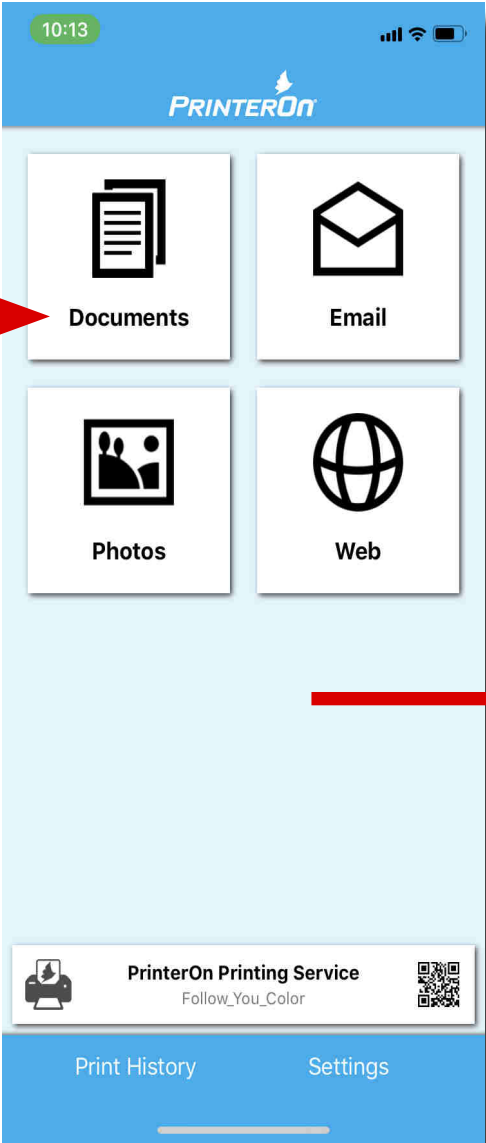 10:13
PRINTERON
Documents
Email
Photos
Web
PrinterOn Printing Service
Follow_You_Color
Print History
Settings